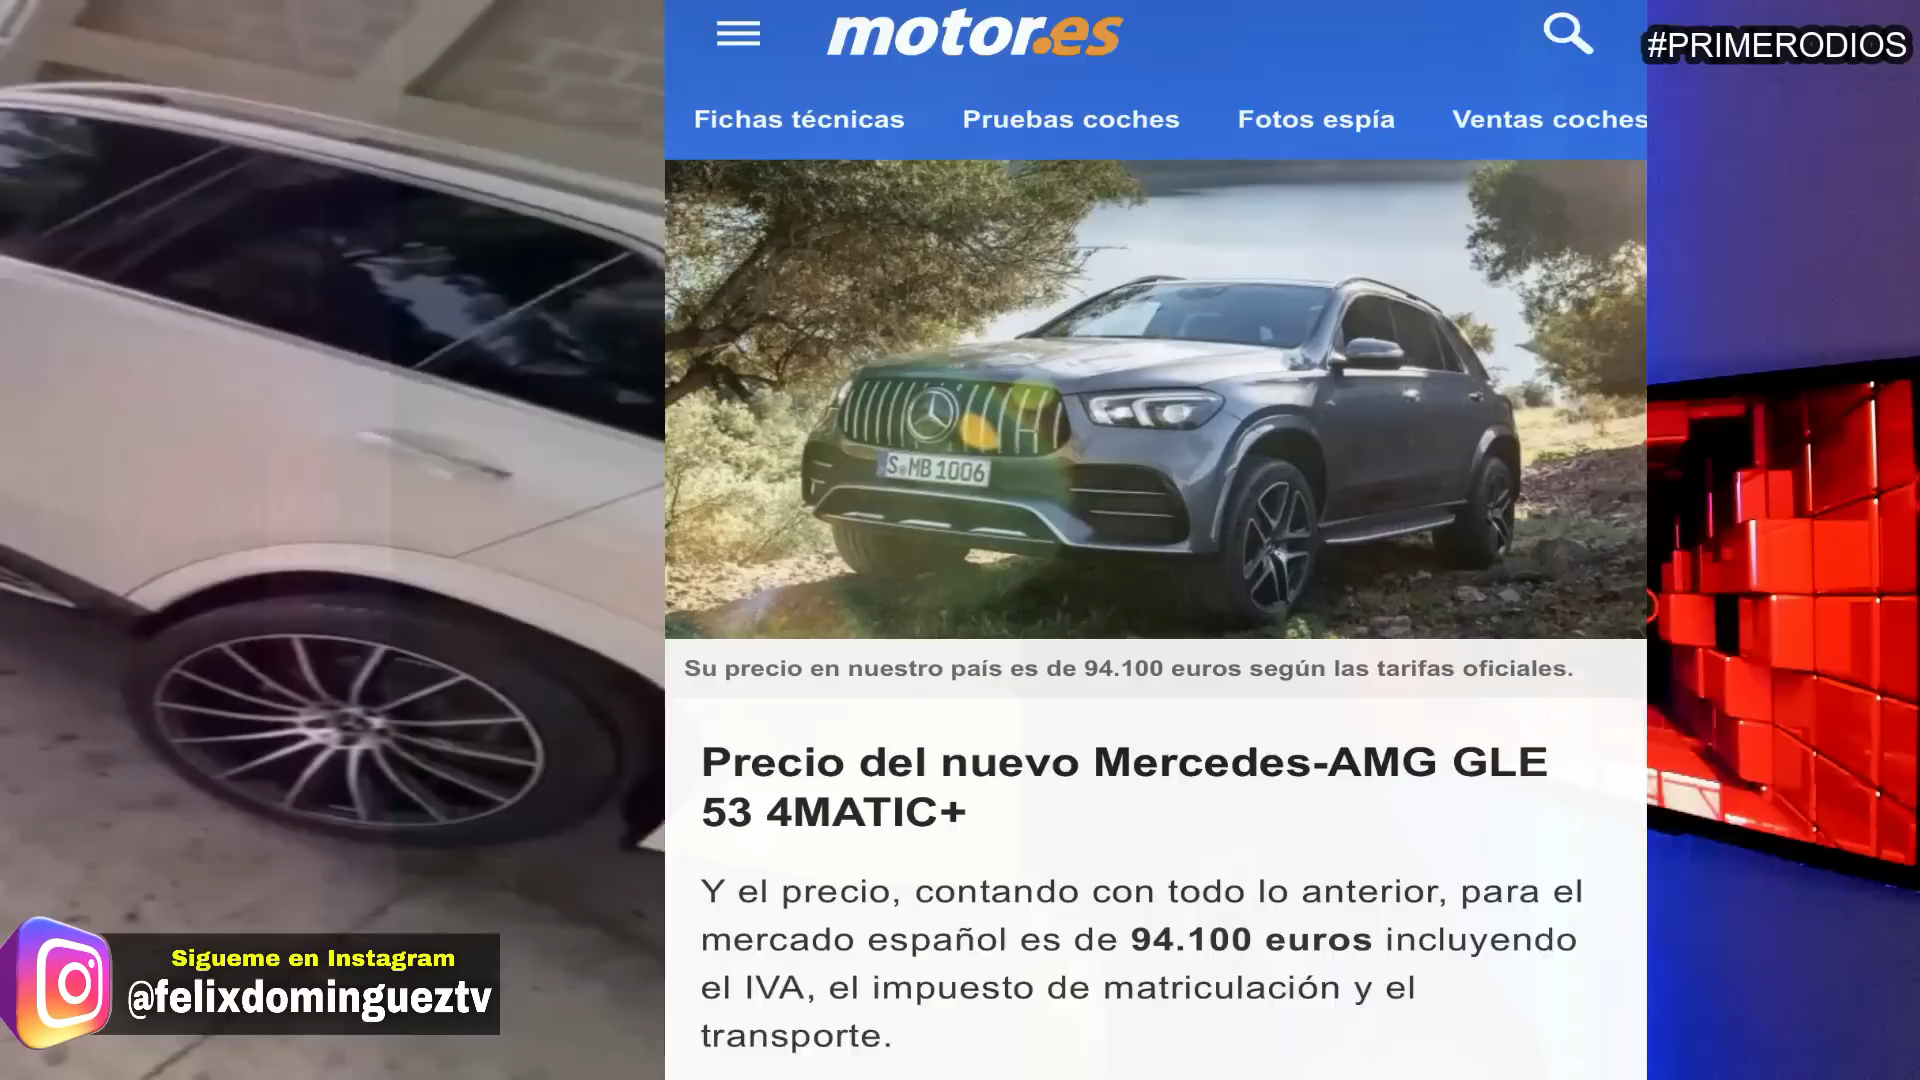 motor.es
#PRIMERODIOS
Fichas técnicas Pruebas coches Fotos espía Ventas coches
S MB 1006
Su precio en nuestro país es de 94.100 euros según las tarifas oficiales.
Precio del nuevo Mercedes-AMG GLE
53 4MATIC+
Y el precio, contando con todo lo anterior, para el
mercado español es de 94.100 euros incluyendo
el IVA, el impuesto de matriculación y el
transporte.
Sigueme en Instagram
@felixdomingueztv